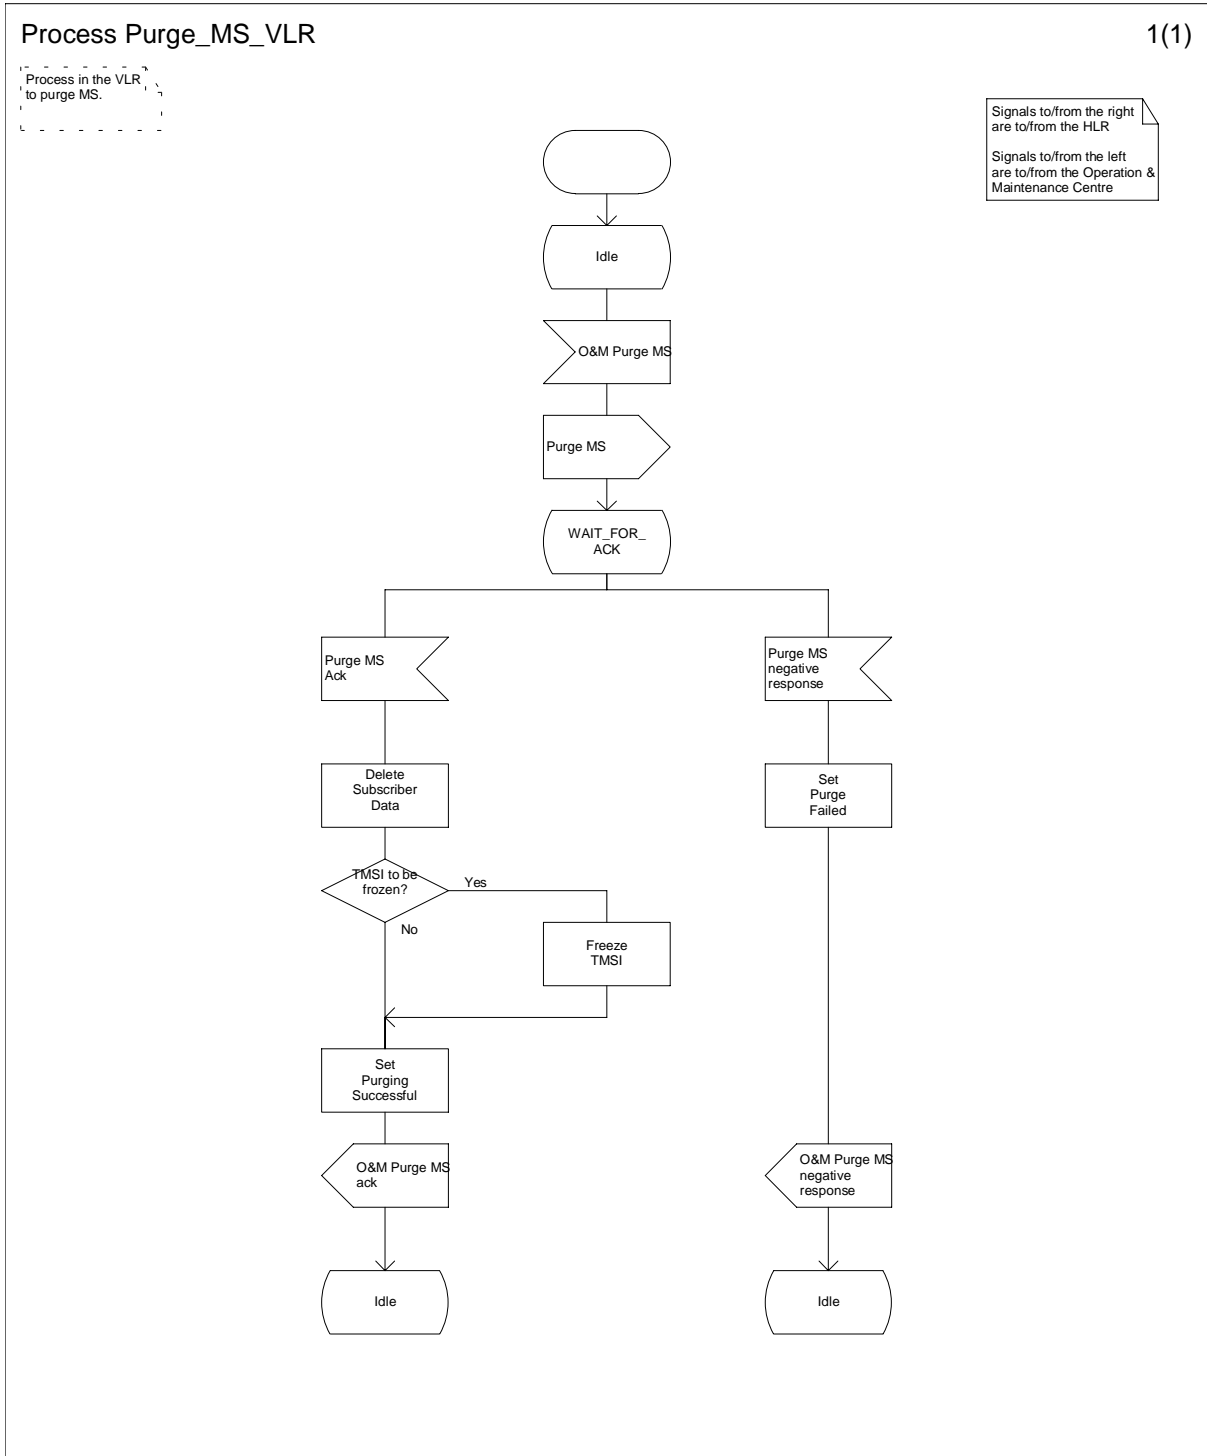 Process Purge_MS_VLR
1(1)
Process in the VLR
to purge MS.
Signals to/from the right
are to/from the HLR
Signals to/from the left
are to/from the Operation &
Maintenance Centre
Idle
O&M Purge MS
Purge MS
WAIT_FOR_
ACK
Purge MS
Ack
Purge MS
negative
response
Delete
Subscriber
Data
Set
Purge
Failed
TMSI to be
frozen?
Yes
No
Freeze
TMSI
Set
Purging
Successful
O&M Purge MS
ack
O&M Purge MS
negative
response
Idle
Idle